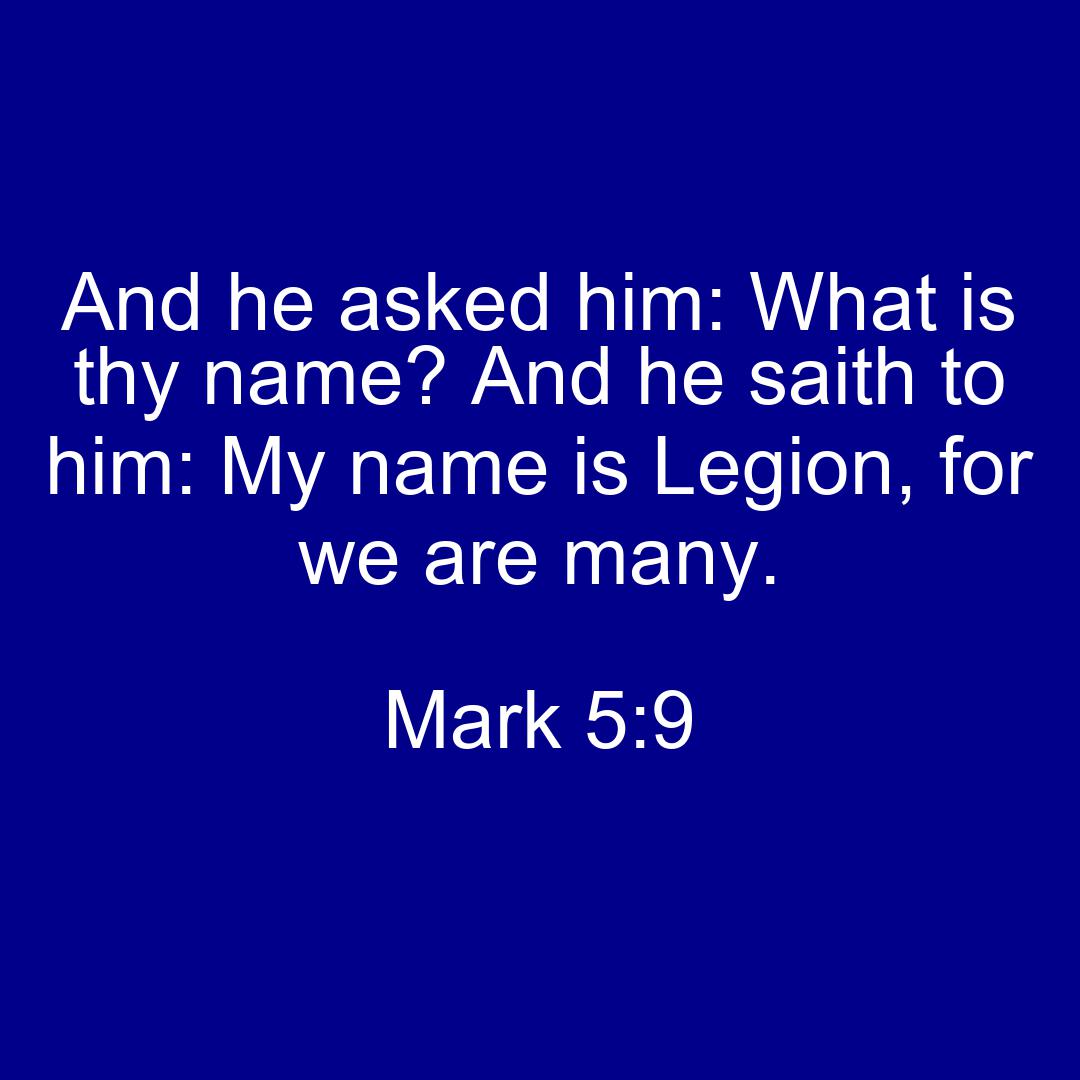 And he asked him: What is
thy name? And he saith to
him: My name is Legion, for
we are many.
Mark 5:9